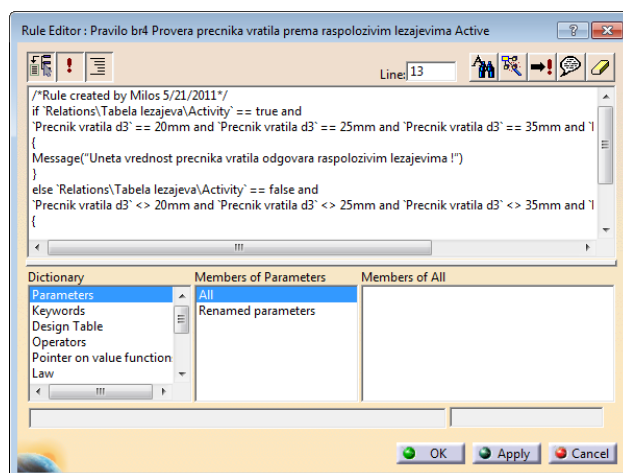 Rule Editor : Pravilo br4 Provera precnika vratila prema raspolozivim lezajevima Active
Line: 13
/*Rule created by Milos 5/21/2011*/
if `Relations\Tabela lezajeva\Activity` == true and
`Precnik vratila d3` == 20mm and `Precnik vratila d3` == 25mm and `Precnik vratila d3` == 35mm and `
{
Message("Uneta vrednost precnika vratila odgovara raspolozivim lezajevima !")
}
else `Relations\Tabela lezajeva\Activity` == false and
`Precnik vratila d3` <> 20mm and `Precnik vratila d3` <> 25mm and `Precnik vratila d3` <> 35mm and `
{
Dictionary Members of Parameters Members of All
Parameters
Keywords
Design Table
Operators
Pointer on value function
Law
All
Renamed parameters
OK Apply Cancel